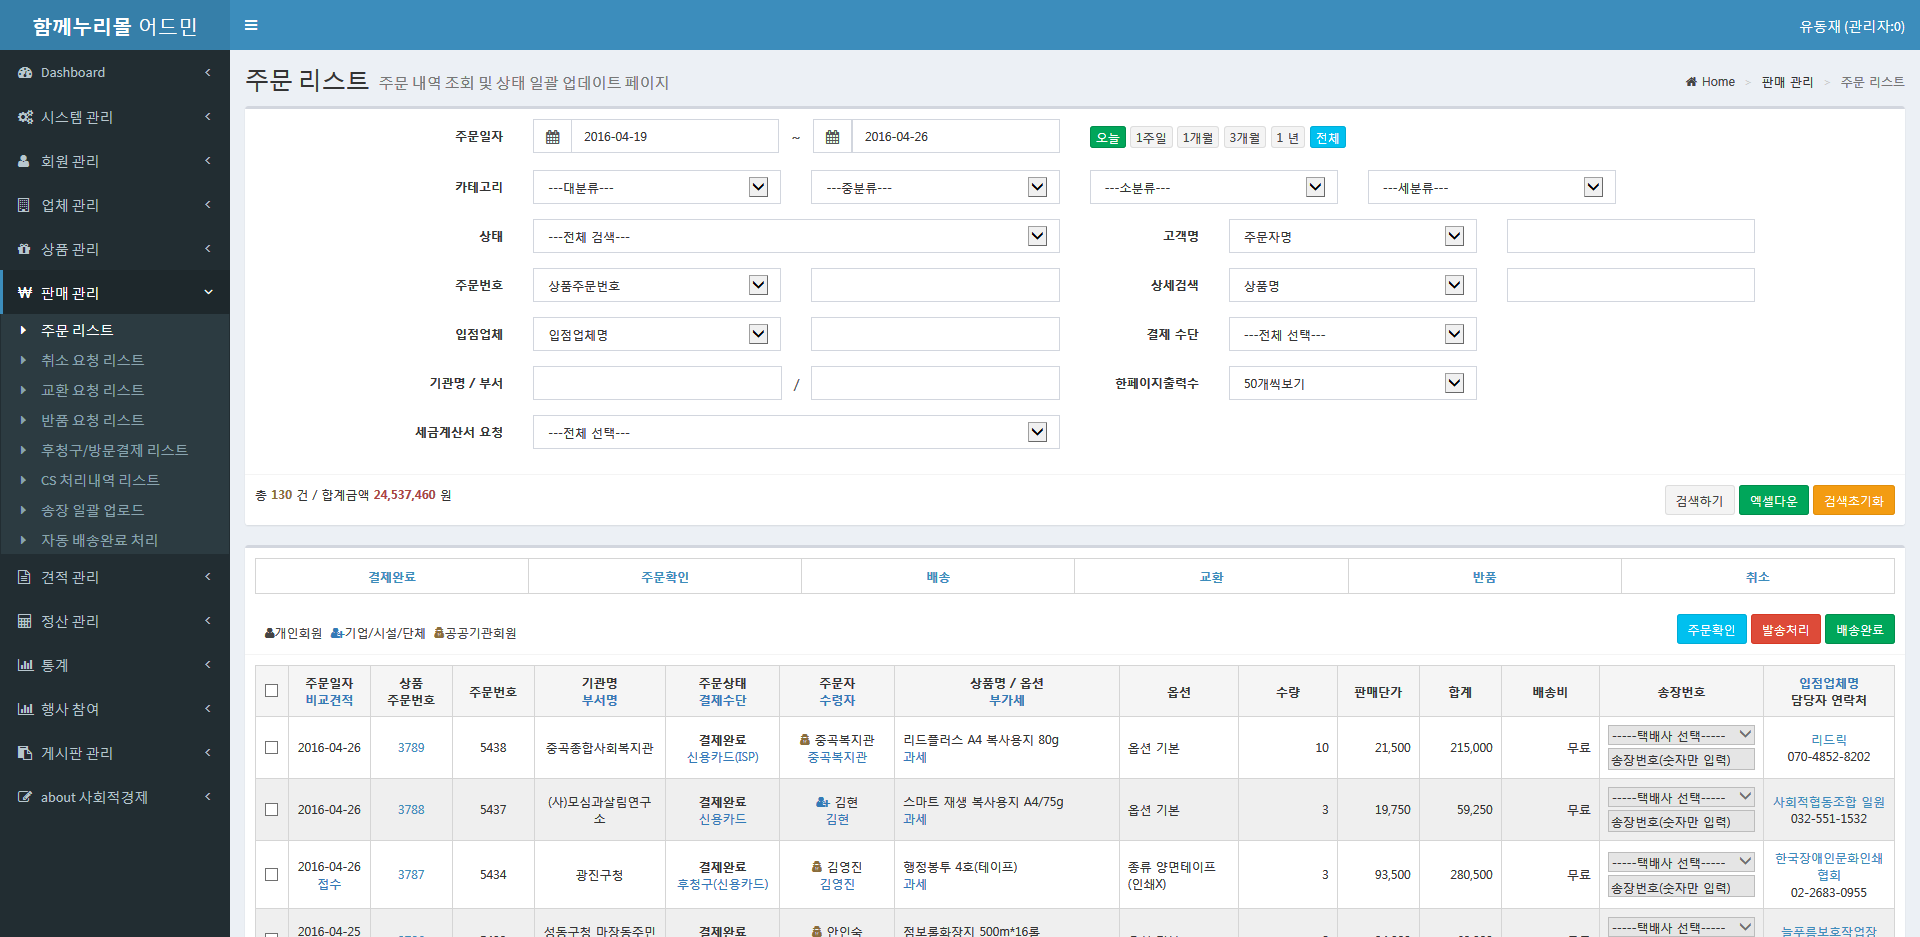 함께누리몰 어드민
유동재 (관리자:0)
Dashboard
시스템 관리
회원 관리
업체 관리
상품 관리
판매 관리
주문 리스트
취소 요청 리스트
교환 요청 리스트
반품 요청 리스트
후청구/방문결제 리스트
CS 처리내역 리스트
송장 일괄 업로드
자동 배송완료 처리
견적 관리
정산 관리
통계
행사 참여
게시판 관리
about 사회적경제
주문 리스트 주문 내역 조회 및 상태 일괄 업데이트 페이지
Home > 판매 관리 > 주문 리스트
주문일자 2016-04-19 ~ 2016-04-26 오늘 1주일 1개월 3개월 1 년 전체
카테고리 ---대분류--- ---중분류--- ---소분류--- ---세분류---
상태 ---전체 검색--- 고객명 주문자명
주문번호 상품주문번호 상세검색 상품명
입점업체 입점업체명 결제 수단 ---전체 선택---
기관명 / 부서 / 한페이지출력수 50개씩보기
세금계산서 요청 ---전체 선택---
총 130 건 / 합계금액 24,537,460 원
검색하기 엑셀다운 검색초기화
결제완료 주문확인 배송 교환 반품 취소
개인회원 기업/시설/단체 공공기관회원
주문확인 발송처리 배송완료
주문일자 상품 주문번호 기관명 주문상태 주문자 상품명 / 옵션 옵션 수량 판매단가 합계 배송비 송장번호 입점업체명
비교견적 주문번호 부서명 결제수단 수령자 부가세 담당자 연락처
2016-04-26 3789 5438 중곡종합사회복지관 결제완료 중곡복지관 리드플러스 A4 복사용지 80g 옵션 기본 10 21,500 215,000 무료 -----택배사 선택----- 리드릭
신용카드(ISP) 중곡복지관 과세 송장번호(숫자만 입력) 070-4852-8202
2016-04-26 3788 5437 (사)모심과살림연구 결제완료 김현 스마트 재생 복사용지 A4/75g 옵션 기본 3 19,750 59,250 무료 -----택배사 선택----- 사회적협동조합 일원
소 신용카드 김현 과세 송장번호(숫자만 입력) 032-551-1532
2016-04-26 3787 5434 광진구청 결제완료 김영진 행정봉투 4호(테이프) 종류 양면테이프 3 93,500 280,500 무료 -----택배사 선택----- 한국장애인문화인쇄
접수 후청구(신용카드) 김영진 과세 (인쇄X) 송장번호(숫자만 입력) 협회
02-2683-0955
2016-04-25 성동구청 마장동주민 결제완료 안인숙 점보롤화장지 500m*16롤 -----택배사 선택----- 늘푸름보호작업장